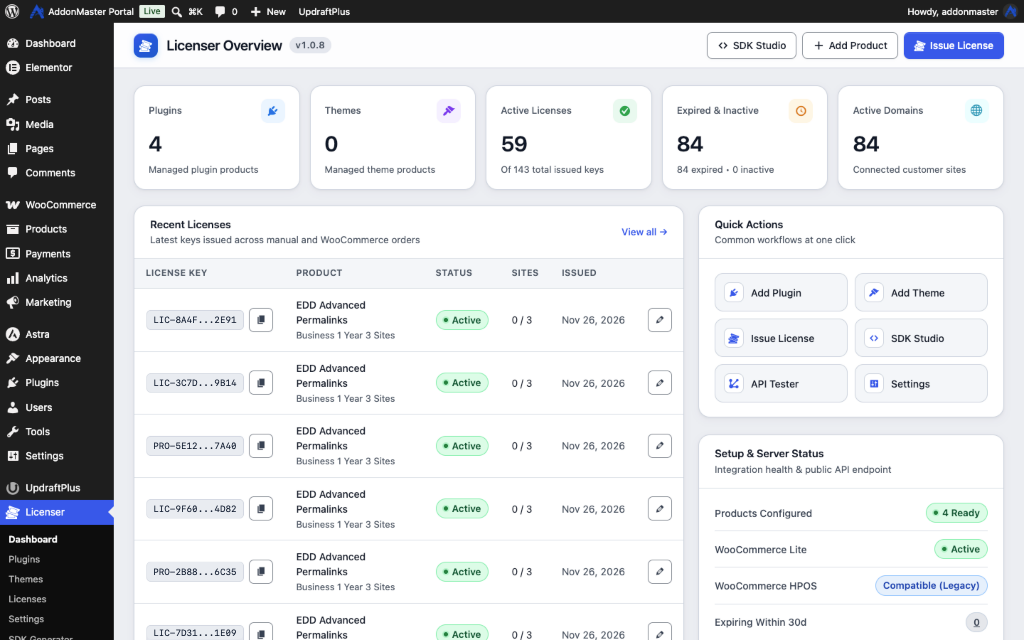 AddonMaster Portal Live ⌘K 0 New UpdraftPlus Howdy, addonmaster
Dashboard
Elementor
Posts
Media
Pages
Comments
WooCommerce
Products
Payments
Analytics
Marketing
Astra
Appearance
Plugins
Users
Tools
Settings
UpdraftPlus
Licenser
Dashboard
Plugins
Themes
Licenses
Settings
SDK Generator
Licenser Overview v1.0.8
SDK Studio
Add Product
Issue License
Plugins
4
Managed plugin products
Themes
0
Managed theme products
Active Licenses
59
Of 143 total issued keys
Expired & Inactive
84
84 expired • 0 inactive
Active Domains
84
Connected customer sites
Recent Licenses
Latest keys issued across manual and WooCommerce orders
View all →
LICENSE KEY PRODUCT STATUS SITES ISSUED
LIC-8A4F...2E91 EDD Advanced Permalinks Active 0 / 3 Nov 26, 2026
Business 1 Year 3 Sites
LIC-3C7D...9B14 EDD Advanced Permalinks Active 0 / 3 Nov 26, 2026
Business 1 Year 3 Sites
PRO-5E12...7A40 EDD Advanced Permalinks Active 0 / 3 Nov 26, 2026
Business 1 Year 3 Sites
LIC-9F60...4D82 EDD Advanced Permalinks Active 0 / 3 Nov 26, 2026
Business 1 Year 3 Sites
PRO-2B88...6C35 EDD Advanced Permalinks Active 0 / 3 Nov 26, 2026
Business 1 Year 3 Sites
LIC-7D31...1E09 EDD Advanced Permalinks Active 0 / 3 Nov 26, 2026
Quick Actions
Common workflows at one click
Add Plugin
Add Theme
Issue License
SDK Studio
API Tester
Settings
Setup & Server Status
Integration health & public API endpoint
Products Configured 4 Ready
WooCommerce Lite Active
WooCommerce HPOS Compatible (Legacy)
Expiring Within 30d 0